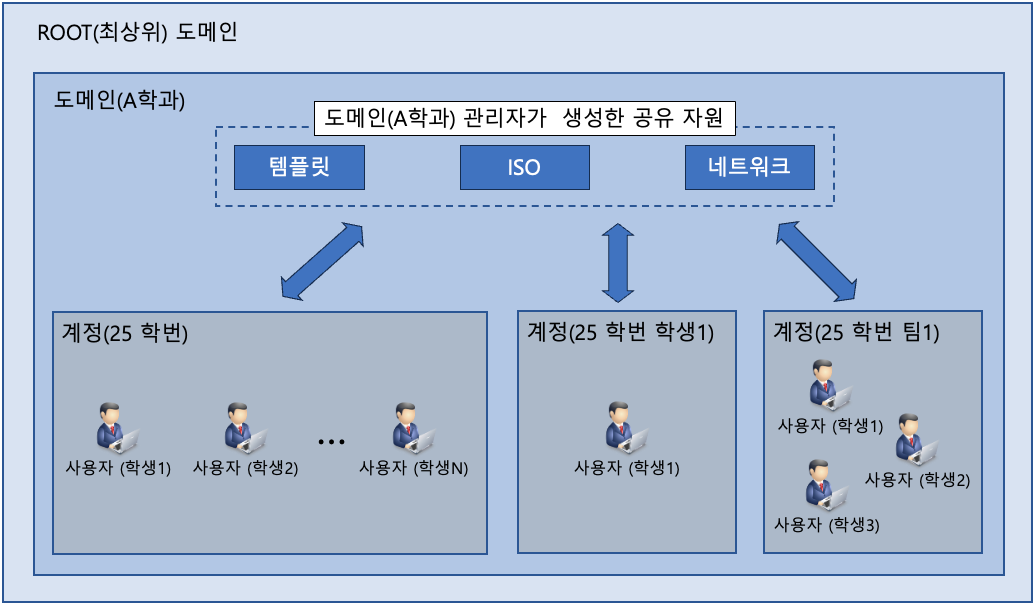 ROOT(최상위) 도메인
도메인(A학과)
도메인(A학과) 관리자가 생성한 공유 자원
템플릿
ISO
네트워크
계정(25 학번)
사용자 (학생1)
사용자 (학생2)
...
사용자 (학생N)
계정(25 학번 학생1)
사용자 (학생1)
계정(25 학번 팀1)
사용자 (학생1)
사용자 (학생2)
사용자 (학생3)